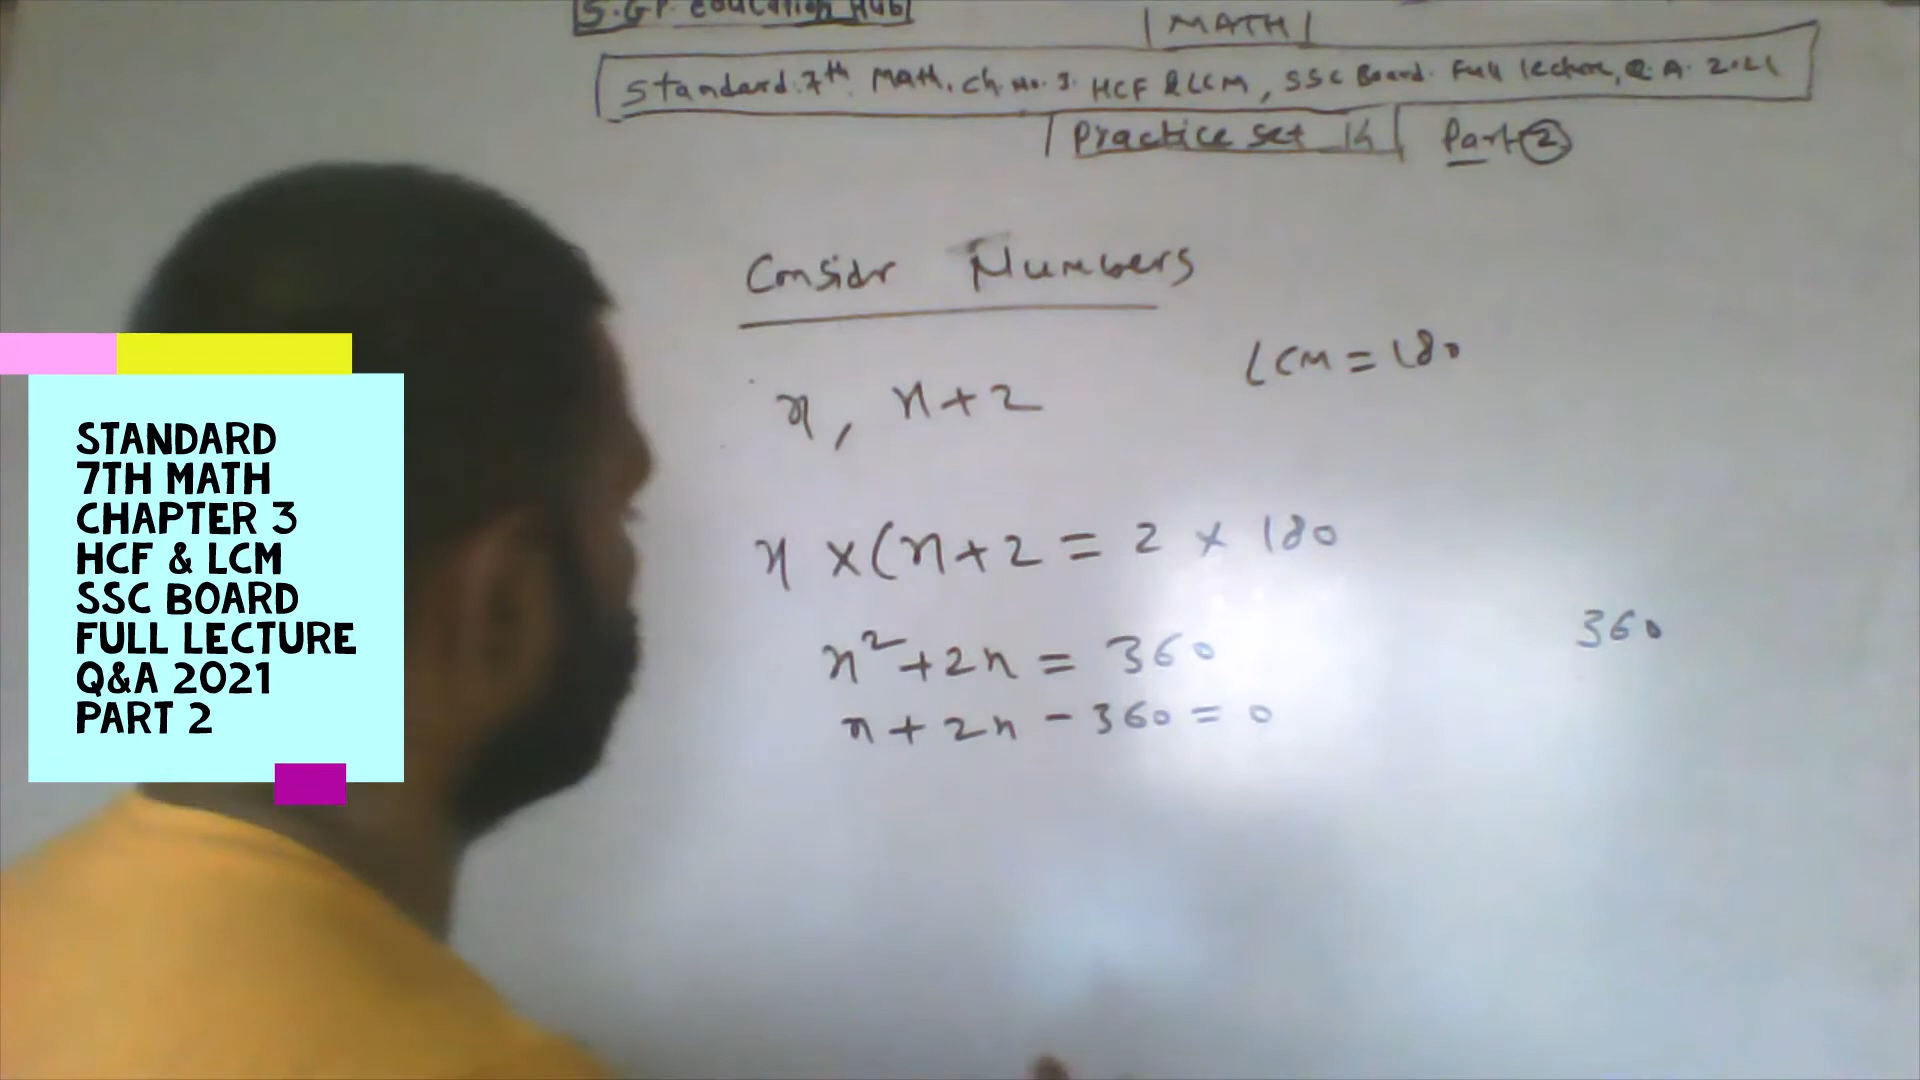 S.GP. Education Hub
MATH
Standard 7th Math. Ch. No. 3. HCF & LCM, SSC Board. Full lecture, Q. A. 2021
Practice Set 14 Part 2
Considr Numbers
x, x+2 LCM = 180
x × (x+2 = 2 × 180
x²+2x = 360
360
x + 2x - 360 = 0
STANDARD
7TH MATH
CHAPTER 3
HCF & LCM
SSC BOARD
FULL LECTURE
Q&A 2021
PART 2